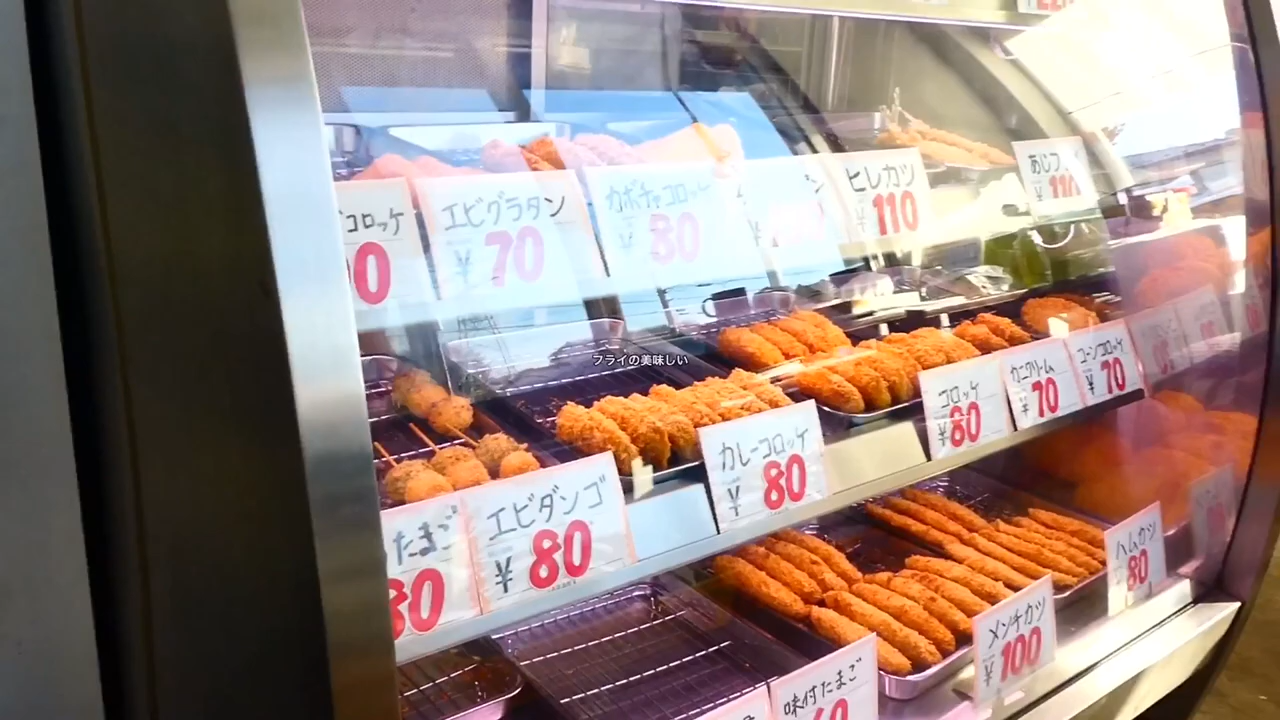 コロッケ
0
エビグラタン
¥70
カボチャコロッケ
¥80
ヒレカツ
¥110
あじフ
¥110
フライの美味しい
コロッケ
¥80
カニクリーム
¥70
コーンコロッケ
¥70
カレーコロッケ
¥80
たまご
80
エビダンゴ
¥80
ハムカツ
¥80
メンチカツ
¥100
味付たまご